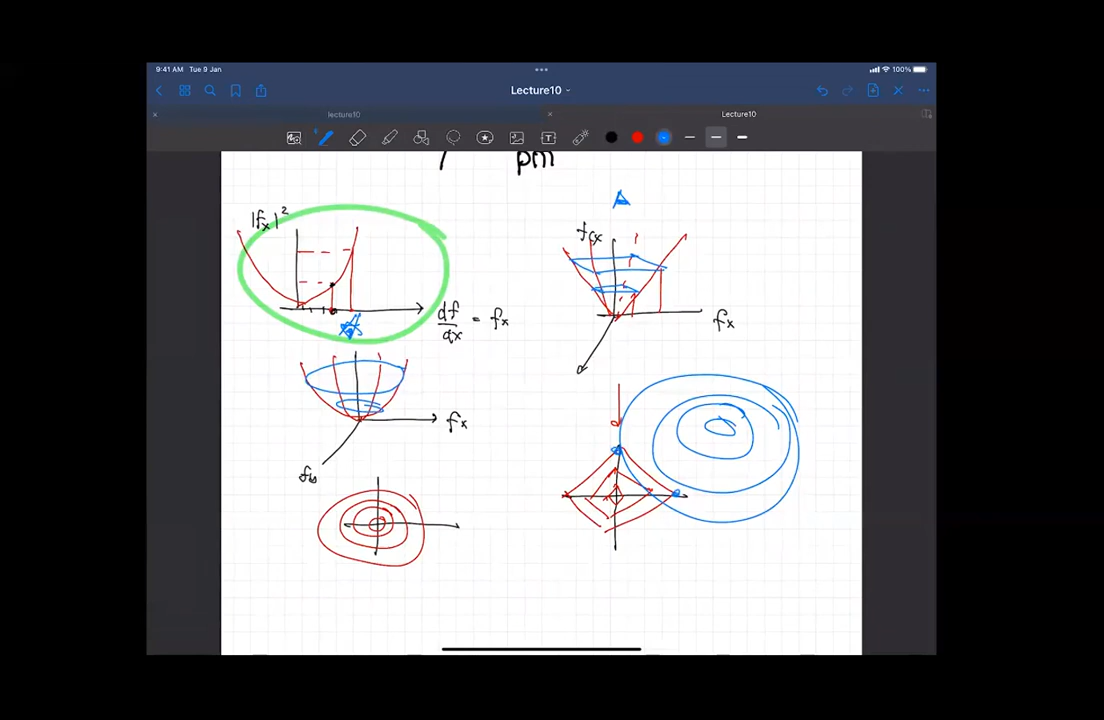 9:41 AM Tue 9 Jan
100%
Lecture10
lecture10
Lecture10
pm
|fx|²
df/dx = fx
fx
fx
fx